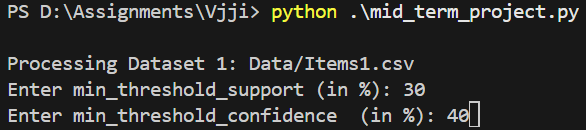 PS D:\Assignments\Vjji> python .\mid_term_project.py
Processing Dataset 1: Data/Items1.csv
Enter min_threshold_support (in %): 30
Enter min_threshold_confidence  (in %): 40